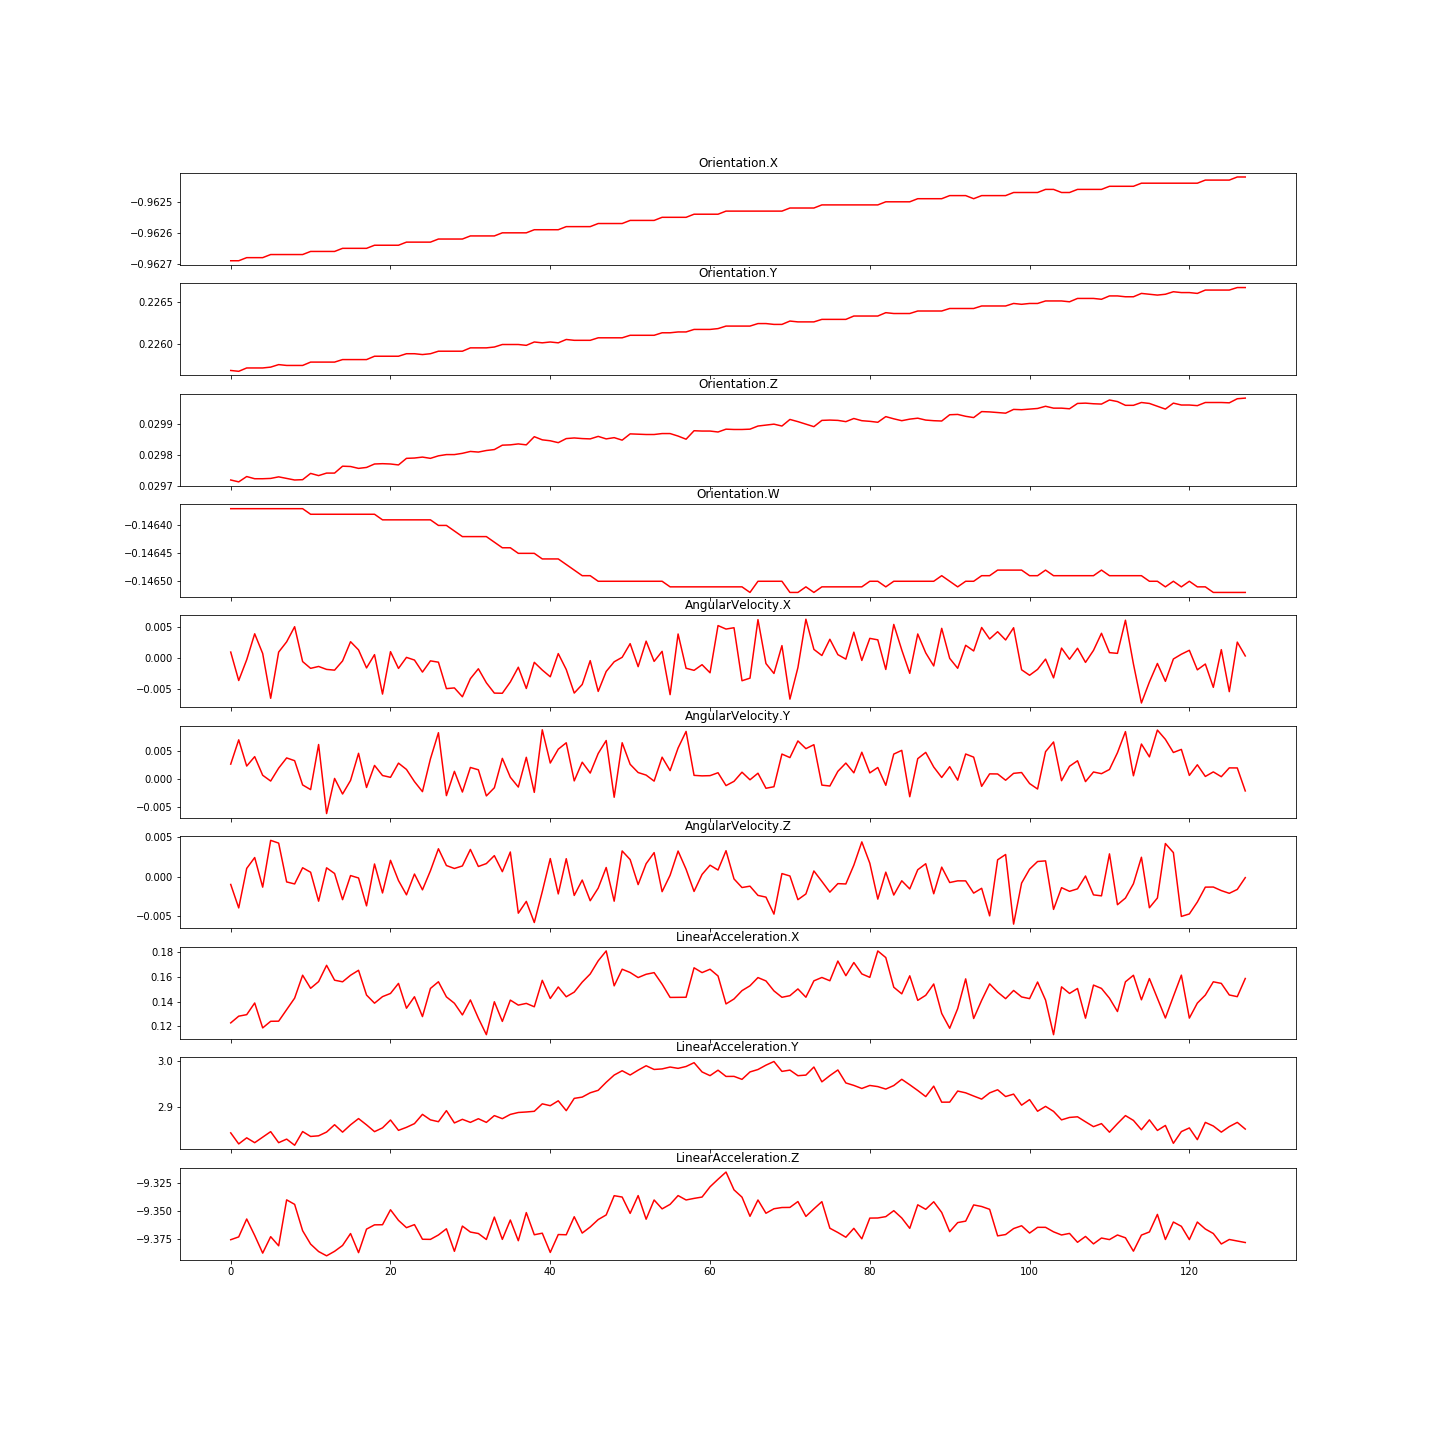 Orientation.X
−0.9625
−0.9626
−0.9627
Orientation.Y
0.2265
0.2260
Orientation.Z
0.0299
0.0298
0.0297
Orientation.W
−0.14640
−0.14645
−0.14650
AngularVelocity.X
0.005
0.000
−0.005
AngularVelocity.Y
0.005
0.000
−0.005
AngularVelocity.Z
0.005
0.000
−0.005
LinearAcceleration.X
0.18
0.16
0.14
0.12
LinearAcceleration.Y
3.0
2.9
LinearAcceleration.Z
−9.325
−9.350
−9.375
0 20 40 60 80 100 120